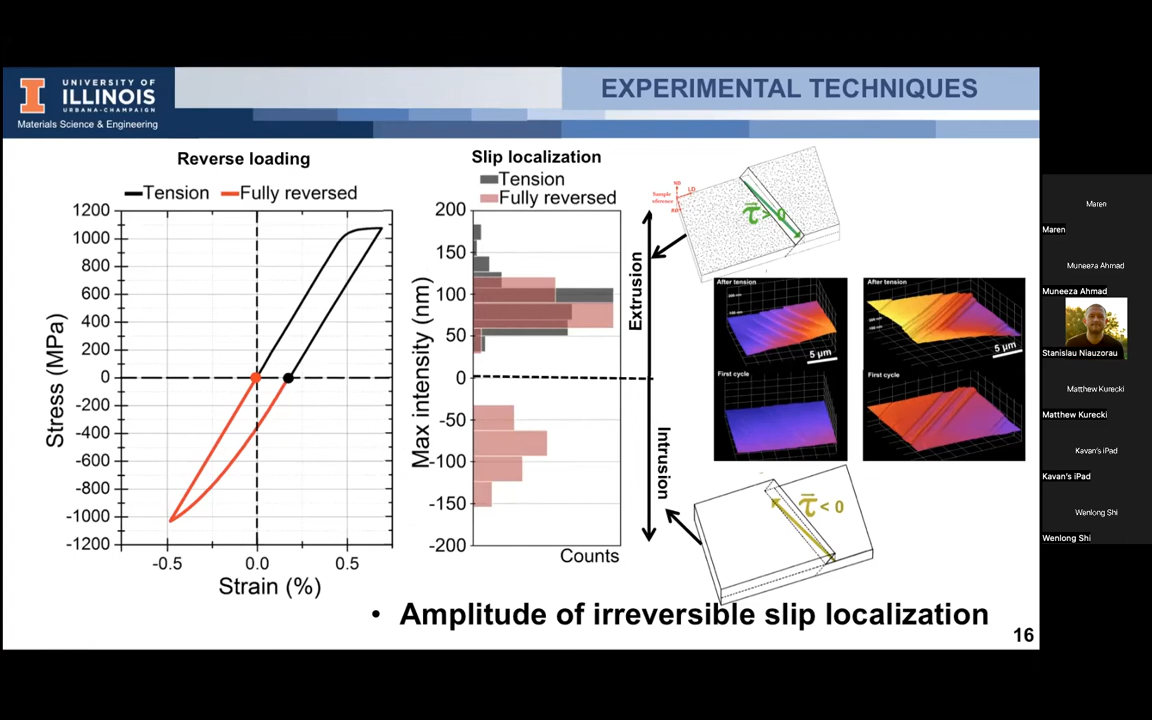 UNIVERSITY OF
ILLINOIS
URBANA-CHAMPAIGN
Materials Science & Engineering
EXPERIMENTAL TECHNIQUES
Reverse loading
Tension Fully reversed
1200
1000
800
600
400
200
0
-200
-400
-600
-800
-1000
-1200
Stress (MPa)
-0.5 0.0 0.5
Strain (%)
Slip localization
Tension
Fully reversed
200
150
100
50
0
-50
-100
-150
-200
Max intensity (nm)
Counts
Extrusion
Intrusion
Sample
reference
ND
LD
τ̄ > 0
After tension
5 μm
After tension
5 μm
First cycle
First cycle
τ̄ < 0
• Amplitude of irreversible slip localization
16
Maren
Maren
Muneeza Ahmad
Muneeza Ahmad
Stanislau Niauzorau
Matthew Kurecki
Matthew Kurecki
Kavan's iPad
Kavan's iPad
Wenlong Shi
Wenlong Shi